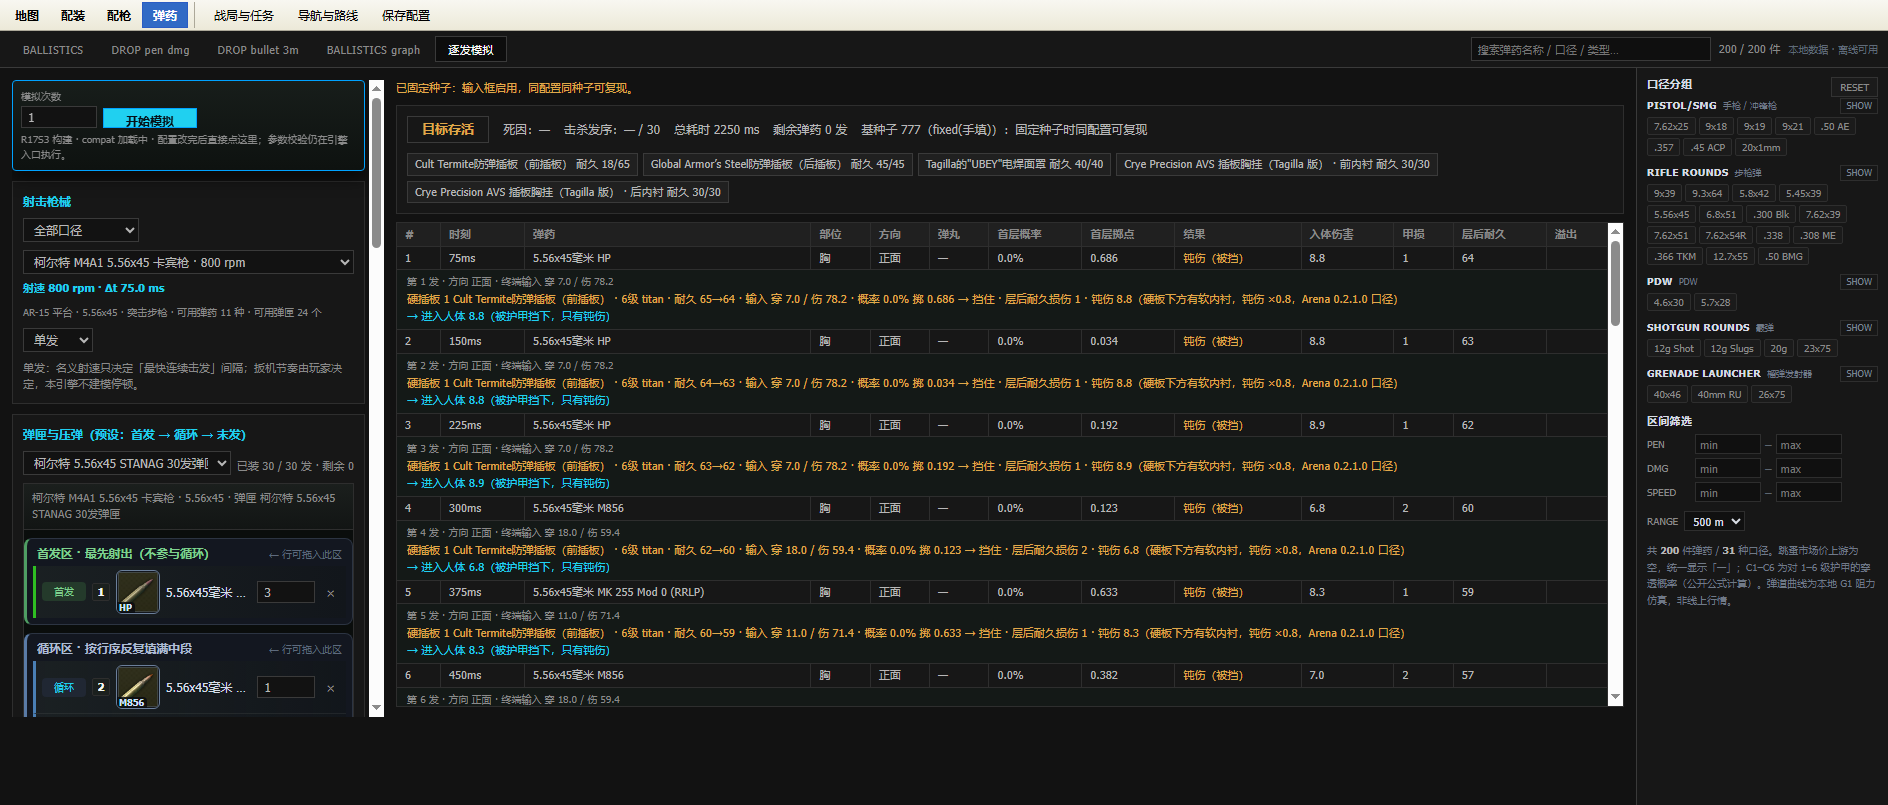 地图 配装 配枪 弹药 战局与任务 导航与路线 保存配置
BALLISTICS DROP pen dmg DROP bullet 3m BALLISTICS graph 逐发模拟
搜索弹药名称 / 口径 / 类型... 200 / 200 件 本地数据 · 离线可用
模拟次数
1 开始模拟
R1753 构建 · compat 加载中 · 配置改完后直接点这里；参数校验仍在引擎
入口执行。
射击枪械
全部口径
柯尔特 M4A1 5.56x45 卡宾枪 · 800 rpm
射速 800 rpm · Δt 75.0 ms
AR-15 平台 · 5.56x45 · 突击步枪 · 可用弹药 11 种 · 可用弹匣 24 个
单发
单发：名义射速只决定「最快连续击发」间隔；扳机节奏由玩家决
定，本引擎不建模停顿。
弹匣与压弹（预设：首发 → 循环 → 末发）
柯尔特 5.56x45 STANAG 30发弹匣 已装 30 / 30 发 · 剩余 0
柯尔特 M4A1 5.56x45 卡宾枪 · 5.56x45 · 弹匣 柯尔特 5.56x45
STANAG 30发弹匣
首发区 · 最先射出（不参与循环） ← 行可拖入此区
首发 1 HP 5.56x45毫米 ... 3 ×
循环区 · 按行序反复填满中段 ← 行可拖入此区
循环 2 M856 5.56x45毫米 ... 1 ×
已固定种子：输入框启用，同配置同种子可复现。
目标存活 死因：— 击杀发序：— / 30 总耗时 2250 ms 剩余弹药 0 发 基种子 777（fixed(手填)）：固定种子时同配置可复现
Cult Termite防弹插板（前插板） 耐久 18/65 Global Armor's Steel防弹插板（后插板） 耐久 45/45 Tagilla的"UBEY"电焊面罩 耐久 40/40 Crye Precision AVS 插板胸挂（Tagilla 版） · 前内衬 耐久 30/30
Crye Precision AVS 插板胸挂（Tagilla 版） · 后内衬 耐久 30/30
# 时刻 弹药 部位 方向 弹丸 首层概率 首层掷点 结果 入体伤害 甲损 层后耐久 溢出
1 75ms 5.56x45毫米 HP 胸 正面 — 0.0% 0.686 钝伤（被挡） 8.8 1 64
第 1 发 · 方向 正面 · 终端输入 穿 7.0 / 伤 78.2
硬插板 1 Cult Termite防弹插板（前插板） · 6级 titan · 耐久 65→64 · 输入 穿 7.0 / 伤 78.2 · 概率 0.0% 掷 0.686 → 挡住 · 层后耐久损伤 1 · 钝伤 8.8（硬板下方有软内衬，钝伤 ×0.8，Arena 0.2.1.0 口径）
→ 进入人体 8.8（被护甲挡下，只有钝伤）
2 150ms 5.56x45毫米 HP 胸 正面 — 0.0% 0.034 钝伤（被挡） 8.8 1 63
第 2 发 · 方向 正面 · 终端输入 穿 7.0 / 伤 78.2
硬插板 1 Cult Termite防弹插板（前插板） · 6级 titan · 耐久 64→63 · 输入 穿 7.0 / 伤 78.2 · 概率 0.0% 掷 0.034 → 挡住 · 层后耐久损伤 1 · 钝伤 8.8（硬板下方有软内衬，钝伤 ×0.8，Arena 0.2.1.0 口径）
→ 进入人体 8.8（被护甲挡下，只有钝伤）
3 225ms 5.56x45毫米 HP 胸 正面 — 0.0% 0.192 钝伤（被挡） 8.9 1 62
第 3 发 · 方向 正面 · 终端输入 穿 7.0 / 伤 78.2
硬插板 1 Cult Termite防弹插板（前插板） · 6级 titan · 耐久 63→62 · 输入 穿 7.0 / 伤 78.2 · 概率 0.0% 掷 0.192 → 挡住 · 层后耐久损伤 1 · 钝伤 8.9（硬板下方有软内衬，钝伤 ×0.8，Arena 0.2.1.0 口径）
→ 进入人体 8.9（被护甲挡下，只有钝伤）
4 300ms 5.56x45毫米 M856 胸 正面 — 0.0% 0.123 钝伤（被挡） 6.8 2 60
第 4 发 · 方向 正面 · 终端输入 穿 18.0 / 伤 59.4
硬插板 1 Cult Termite防弹插板（前插板） · 6级 titan · 耐久 62→60 · 输入 穿 18.0 / 伤 59.4 · 概率 0.0% 掷 0.123 → 挡住 · 层后耐久损伤 2 · 钝伤 6.8（硬板下方有软内衬，钝伤 ×0.8，Arena 0.2.1.0 口径）
→ 进入人体 6.8（被护甲挡下，只有钝伤）
5 375ms 5.56x45毫米 MK 255 Mod 0 (RRLP) 胸 正面 — 0.0% 0.633 钝伤（被挡） 8.3 1 59
第 5 发 · 方向 正面 · 终端输入 穿 11.0 / 伤 71.4
硬插板 1 Cult Termite防弹插板（前插板） · 6级 titan · 耐久 60→59 · 输入 穿 11.0 / 伤 71.4 · 概率 0.0% 掷 0.633 → 挡住 · 层后耐久损伤 1 · 钝伤 8.3（硬板下方有软内衬，钝伤 ×0.8，Arena 0.2.1.0 口径）
→ 进入人体 8.3（被护甲挡下，只有钝伤）
6 450ms 5.56x45毫米 M856 胸 正面 — 0.0% 0.382 钝伤（被挡） 7.0 2 57
第 6 发 · 方向 正面 · 终端输入 穿 18.0 / 伤 59.4
口径分组 RESET
PISTOL/SMG 手枪 / 冲锋枪 SHOW
7.62x25 9x18 9x19 9x21 .50 AE
.357 .45 ACP 20x1mm
RIFLE ROUNDS 步枪弹 SHOW
9x39 9.3x64 5.8x42 5.45x39
5.56x45 6.8x51 .300 Blk 7.62x39
7.62x51 7.62x54R .338 .308 ME
.366 TKM 12.7x55 .50 BMG
PDW PDW SHOW
4.6x30 5.7x28
SHOTGUN ROUNDS 霰弹 SHOW
12g Shot 12g Slugs 20g 23x75
GRENADE LAUNCHER 榴弹发射器 SHOW
40x46 40mm RU 26x75
区间筛选
PEN min — max
DMG min — max
SPEED min — max
RANGE 500 m
共 200 件弹药 / 31 种口径。跳蚤市场价上游为
空，统一显示「—」；C1–C6 为对 1–6 级护甲的穿
透概率（公开公式计算）。弹道曲线为本地 G1 阻力
仿真，非线上行情。